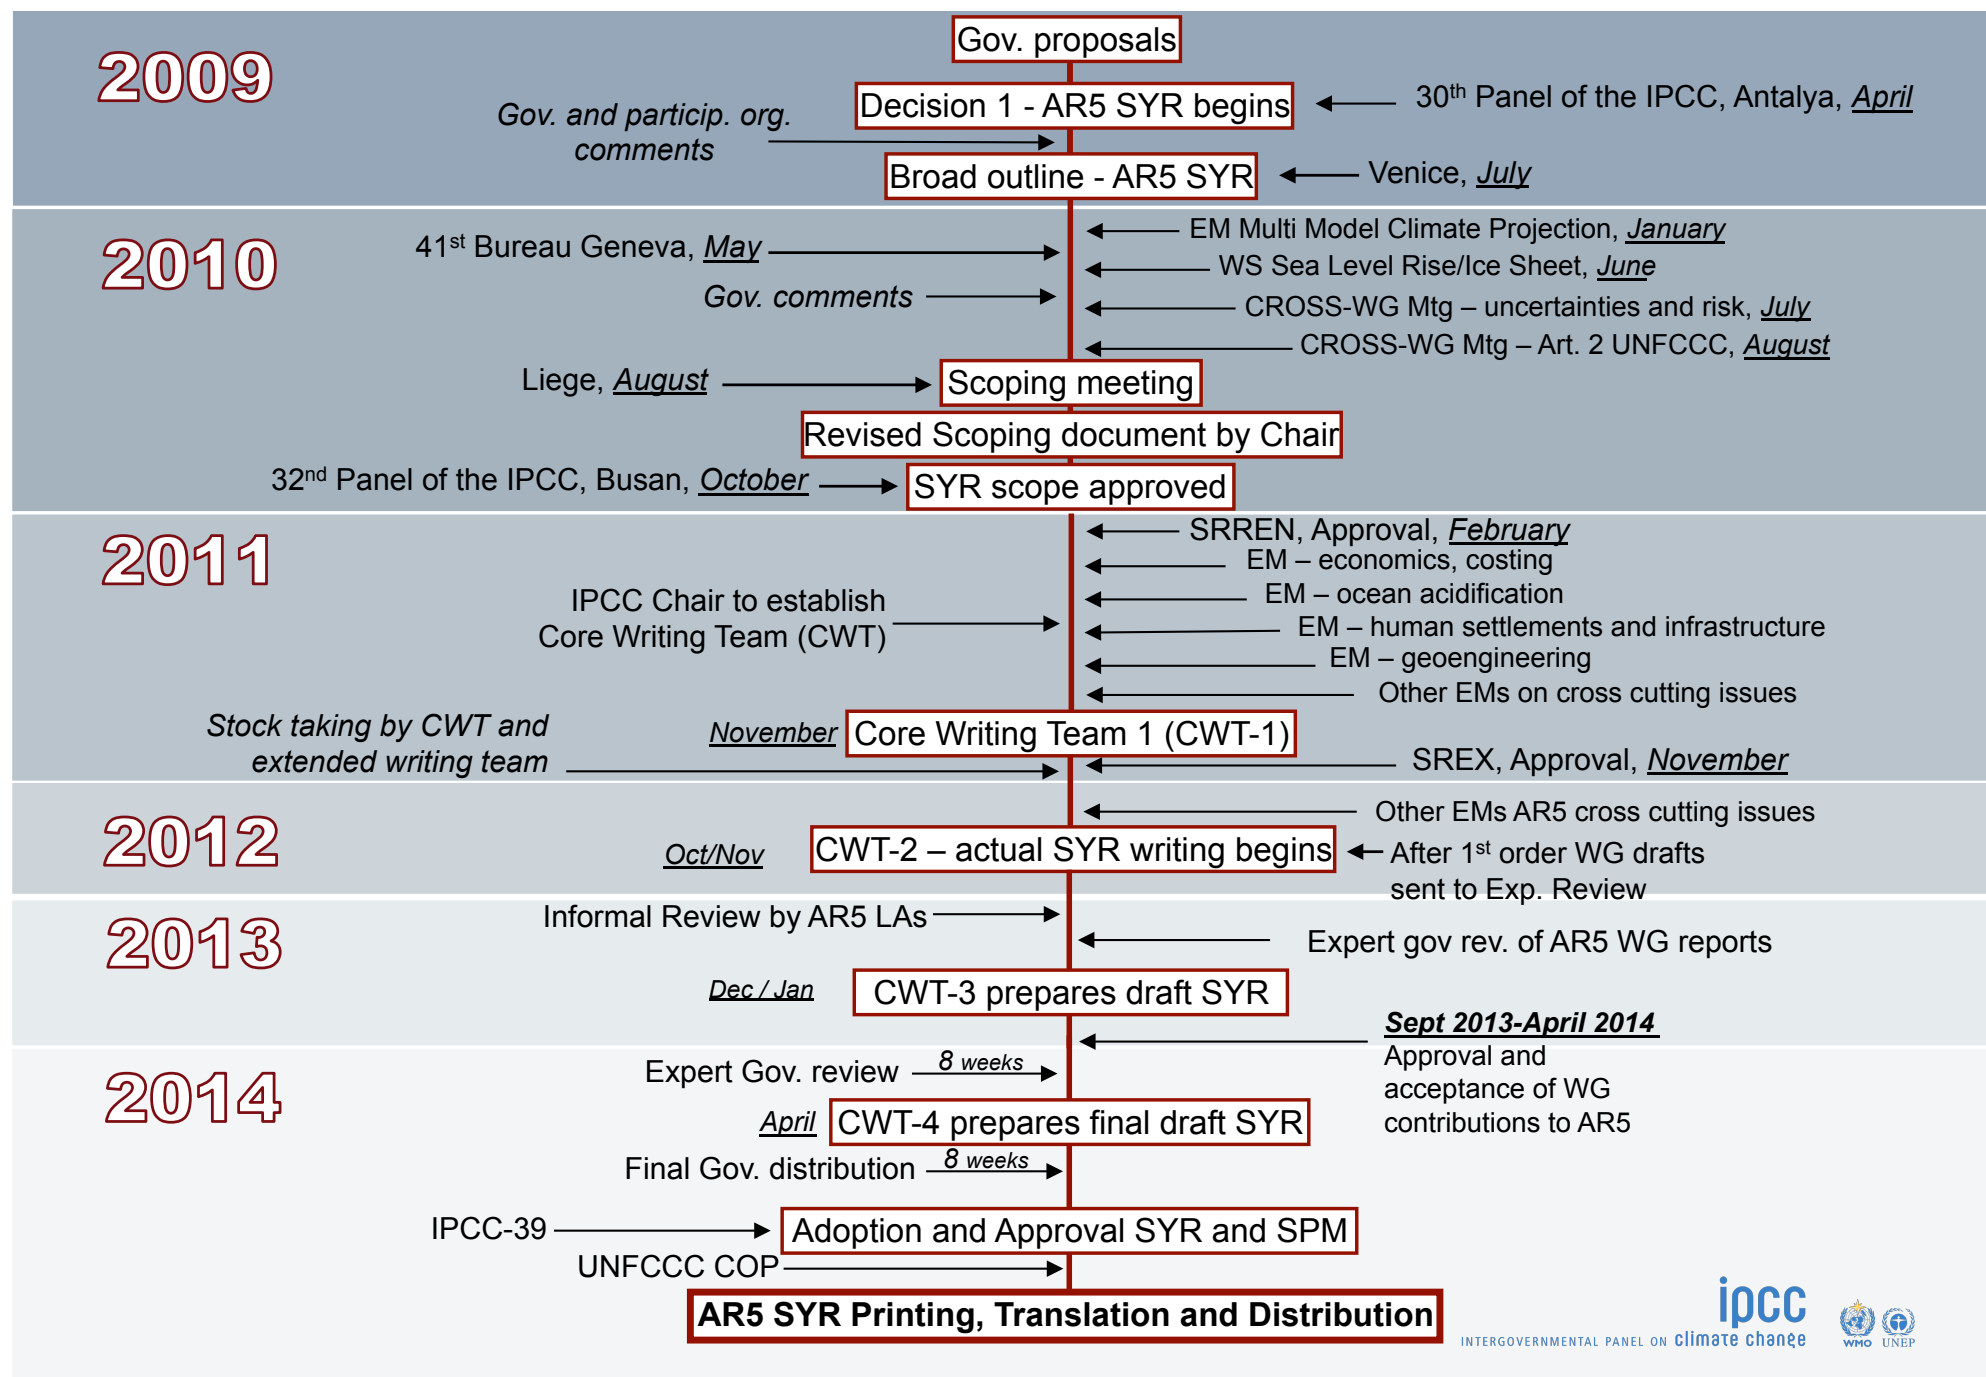 2009
Gov. proposals
Decision 1 - AR5 SYR begins
30th Panel of the IPCC, Antalya, April
Gov. and particip. org.
comments
Broad outline - AR5 SYR
Venice, July
2010
EM Multi Model Climate Projection, January
41st Bureau Geneva, May
WS Sea Level Rise/Ice Sheet, June
Gov. comments
CROSS-WG Mtg – uncertainties and risk, July
CROSS-WG Mtg – Art. 2 UNFCCC, August
Liege, August
Scoping meeting
Revised Scoping document by Chair
32nd Panel of the IPCC, Busan, October
SYR scope approved
2011
SRREN, Approval, February
EM – economics, costing
EM – ocean acidification
IPCC Chair to establish
Core Writing Team (CWT)
EM – human settlements and infrastructure
EM – geoengineering
Other EMs on cross cutting issues
Stock taking by CWT and
extended writing team
November
Core Writing Team 1 (CWT-1)
SREX, Approval, November
2012
Other EMs AR5 cross cutting issues
Oct/Nov
CWT-2 – actual SYR writing begins
After 1st order WG drafts
sent to Exp. Review
2013
Informal Review by AR5 LAs
Expert gov rev. of AR5 WG reports
Dec / Jan
CWT-3 prepares draft SYR
Sept 2013-April 2014
Approval and
acceptance of WG
contributions to AR5
2014
Expert Gov. review
8 weeks
April
CWT-4 prepares final draft SYR
Final Gov. distribution
8 weeks
IPCC-39
Adoption and Approval SYR and SPM
UNFCCC COP
AR5 SYR Printing, Translation and Distribution
ipcc
INTERGOVERNMENTAL PANEL ON climate change
WMO
UNEP